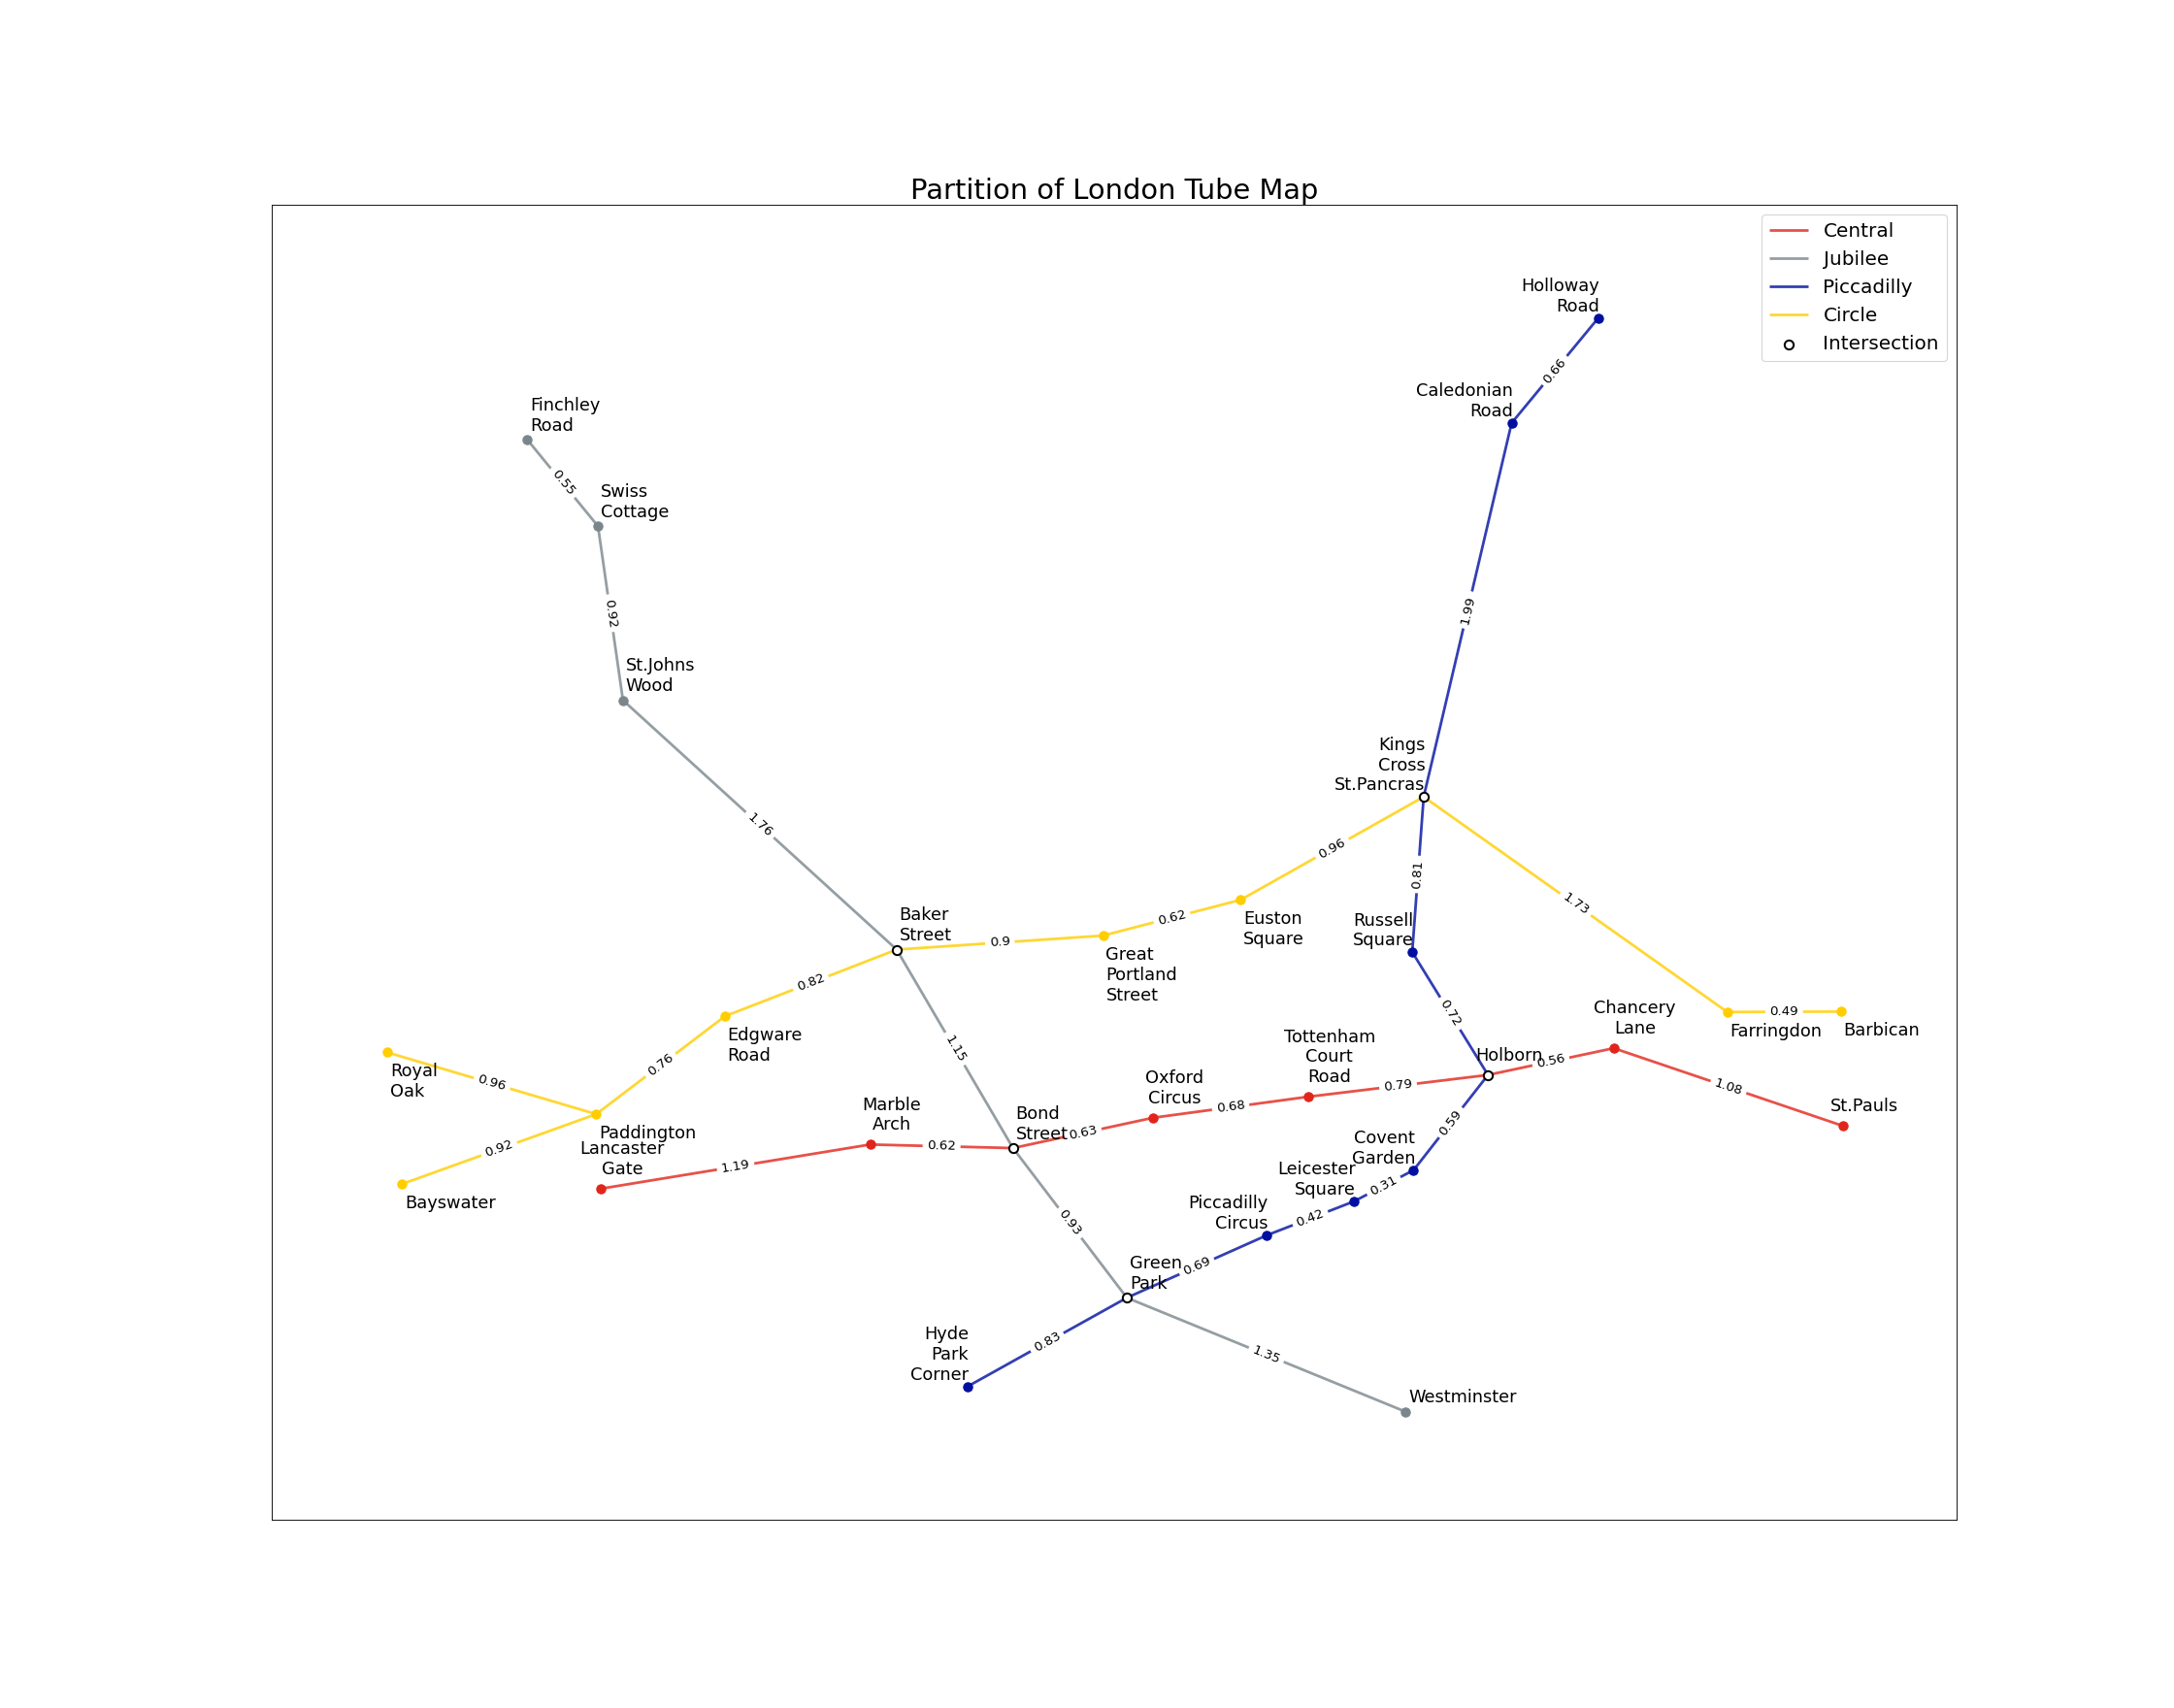 Partition of London Tube Map
Central
Jubilee
Piccadilly
Circle
Intersection
Holloway
Road
0.66
Caledonian
Road
Finchley
Road
0.55
Swiss
Cottage
0.92
1.99
St.Johns
Wood
Kings
Cross
St.Pancras
1.76
0.96
0.81
1.73
Baker
Street
0.9
0.62
Euston
Square
Russell
Square
Great
Portland
Street
0.82
Edgware
Road
0.72
Chancery
Lane
0.49
Farringdon
Barbican
1.15
Tottenham
Court
Road
Holborn
0.56
Royal
Oak
0.96
0.76
Oxford
Circus
0.68
0.79
1.08
St.Pauls
Marble
Arch
Bond
Street
0.63
0.59
Paddington
0.92
Lancaster
Gate
1.19
0.62
Covent
Garden
Leicester
Square
0.31
Bayswater
Piccadilly
Circus
0.42
0.93
Green
Park
0.69
Hyde
Park
Corner
0.83
1.35
Westminster